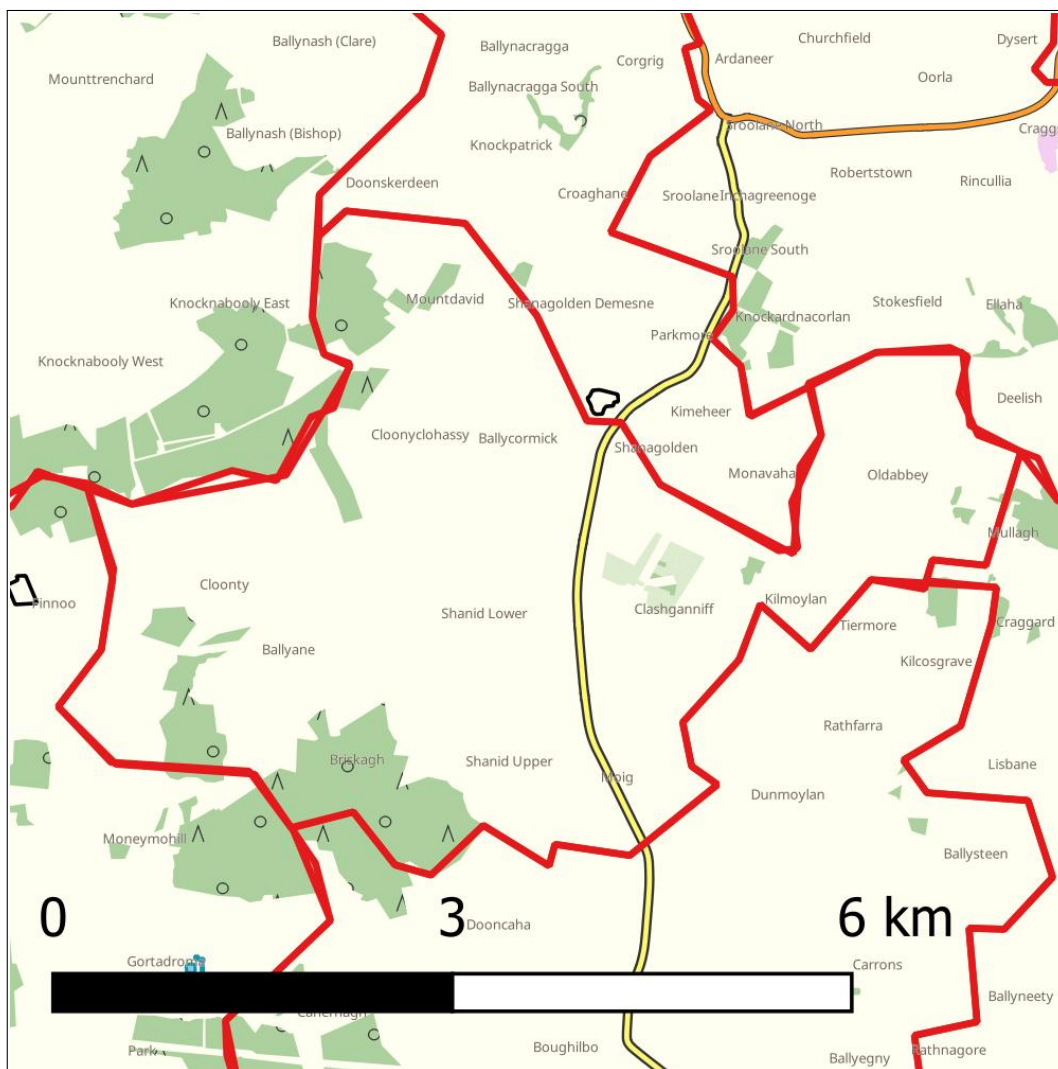 Ballynash (Clare)
Ballynacragga
Churchfield
Dysert
Corgrig
Ardaneer
Mounttrenchard
Oorla
Ballynacragga South
Sroolane North
Ballynash (Bishop)
Knockpatrick
Doonskerdeen
Robertstown
Rincullia
Croaghane
Sroolane
Inchagreenoge
Sroolane South
Knocknabooly East
Mountdavid
Shanagolden Demesne
Stokesfield
Ellaha
Knockardnacorlan
Parkmore
Knocknabooly West
Deelish
Kimeheer
Cloonyclohassy
Ballycormick
Shanagolden
Monavaha
Oldabbey
Mullagh
Cloonty
Finnoo
Shanid Lower
Clashganniff
Kilmoylan
Tiermore
Craggard
Ballyane
Kilcosgrave
Rathfarra
Briskagh
Shanid Upper
Lisbane
Moig
Dunmoylan
Moneymohill
Ballysteen
0 3 6 km
Dooncaha
Carrons
Ballyneety
Park
Boughilbo
Ballyegny
Rathnagore